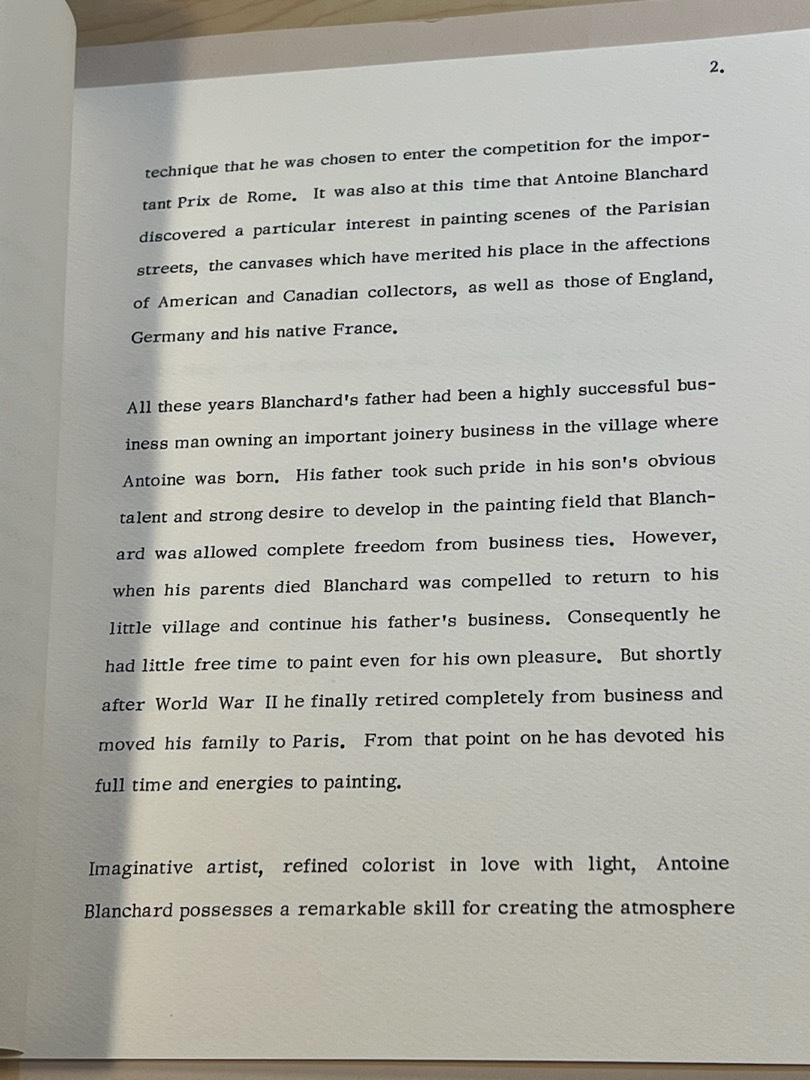 2.
technique that he was chosen to enter the competition for the impor-
tant Prix de Rome. It was also at this time that Antoine Blanchard
discovered a particular interest in painting scenes of the Parisian
streets, the canvases which have merited his place in the affections
of American and Canadian collectors, as well as those of England,
Germany and his native France.
All these years Blanchard's father had been a highly successful bus-
iness man owning an important joinery business in the village where
Antoine was born. His father took such pride in his son's obvious
talent and strong desire to develop in the painting field that Blanch-
ard was allowed complete freedom from business ties. However,
when his parents died Blanchard was compelled to return to his
little village and continue his father's business. Consequently he
had little free time to paint even for his own pleasure. But shortly
after World War II he finally retired completely from business and
moved his family to Paris. From that point on he has devoted his
full time and energies to painting.
Imaginative artist, refined colorist in love with light, Antoine
Blanchard possesses a remarkable skill for creating the atmosphere